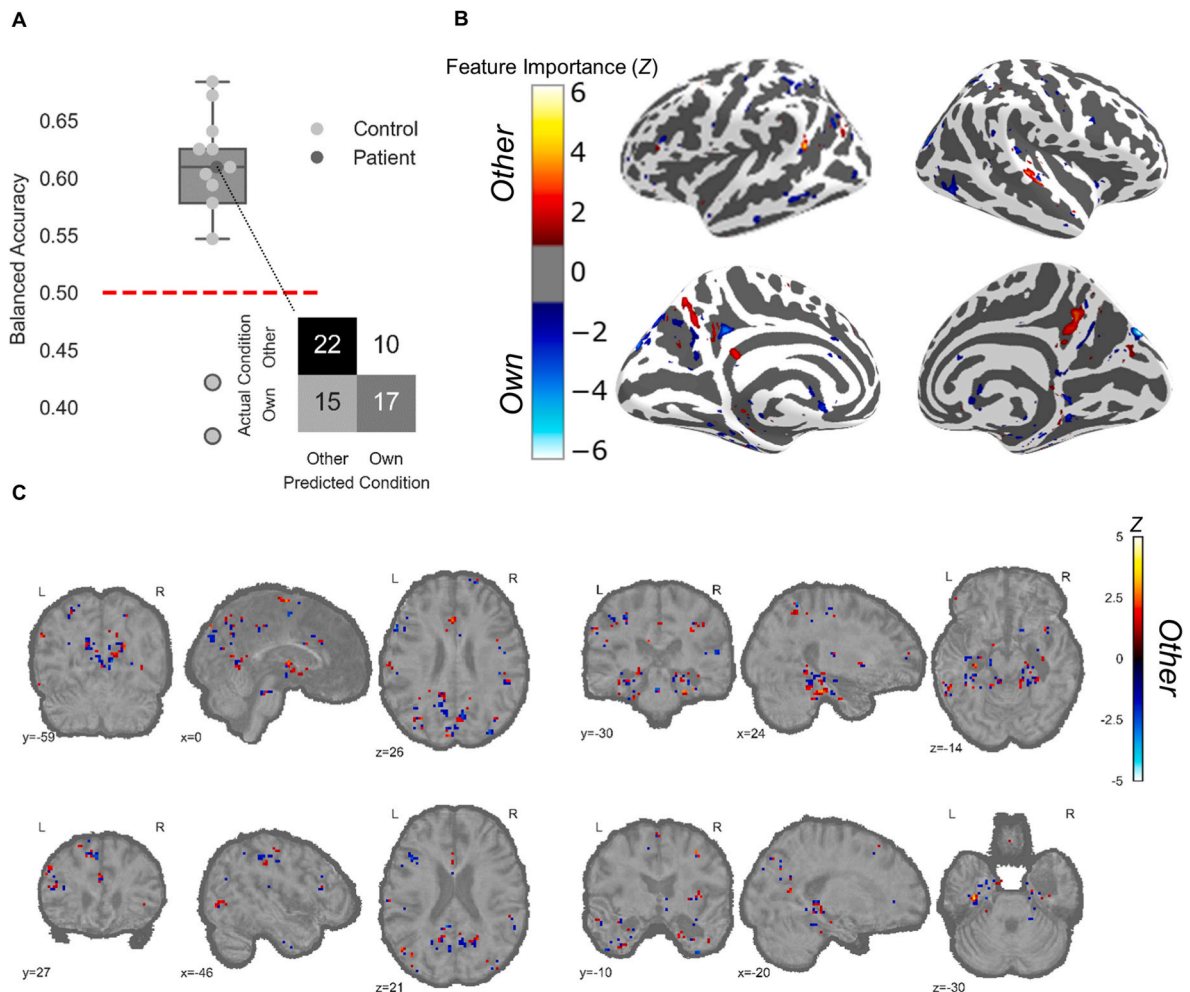 A
Balanced Accuracy
0.65
0.60
0.55
0.50
0.45
0.40
Control
Patient
Actual Condition
Other
Own
22 10
15 17
Other Own
Predicted Condition
B
Feature Importance (Z)
Other
Own
6
4
2
0
−2
−4
−6
C
L R
y=-59
x=0
z=26
L R
L R
y=-30
x=24
L R
z=-14
Z
5
2.5
0
-2.5
-5
Other
L R
y=27
x=-46
L R
z=21
L R
y=-10
x=-20
L R
z=-30